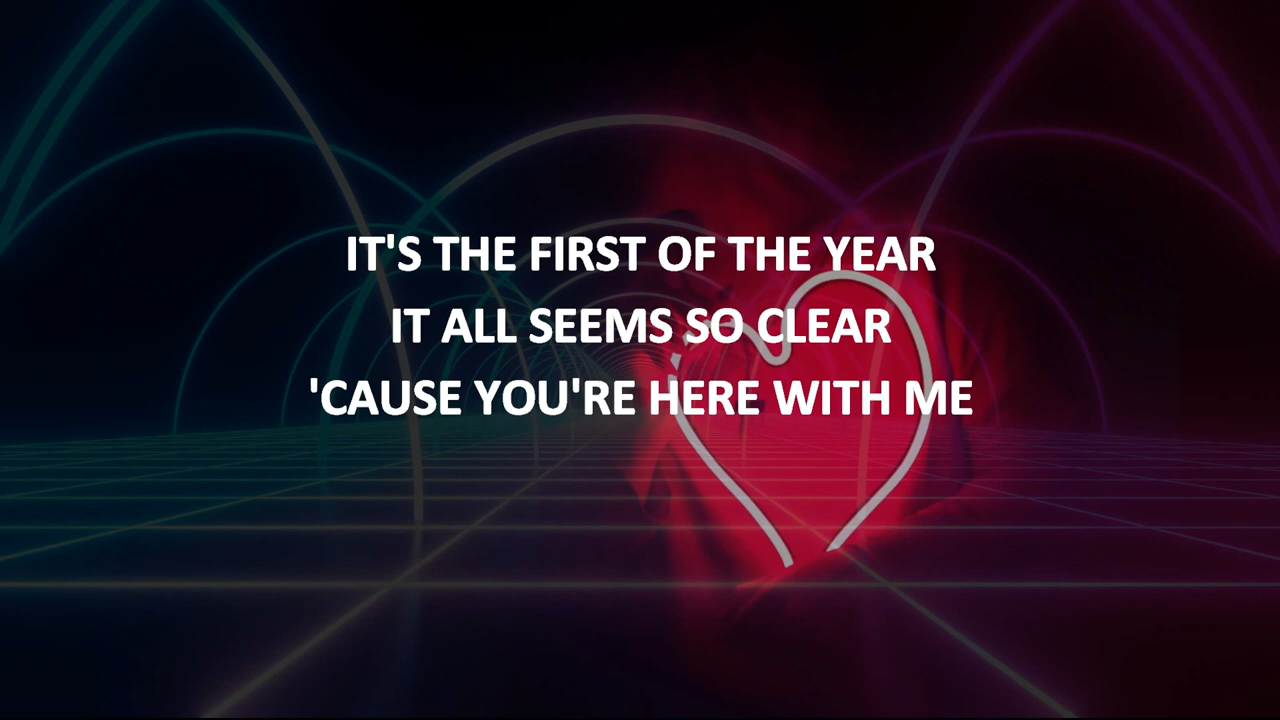 IT'S THE FIRST OF THE YEAR
IT ALL SEEMS SO CLEAR
'CAUSE YOU'RE HERE WITH ME